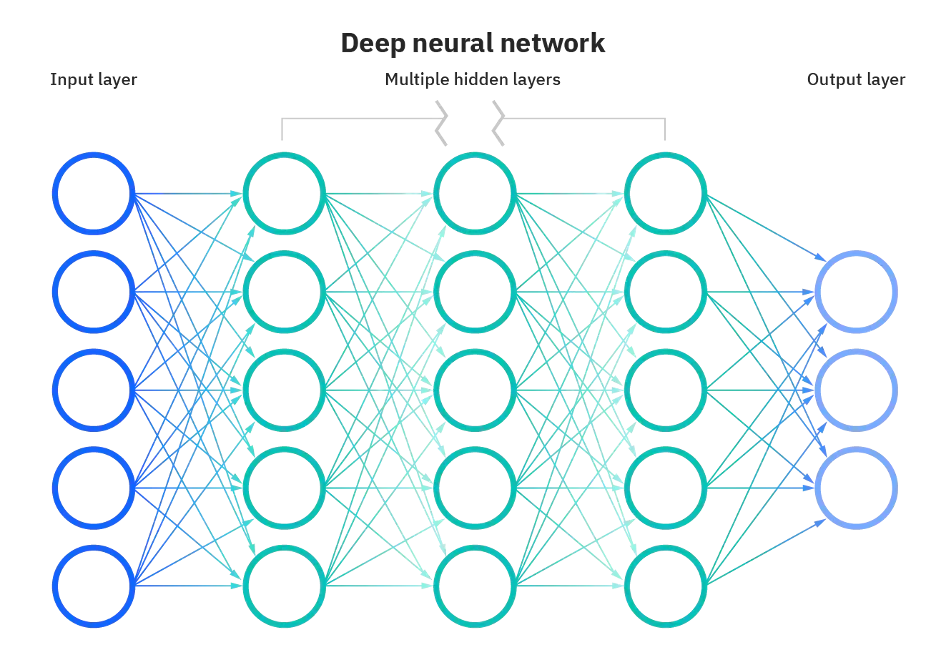 Deep neural network
Input layer
Multiple hidden layers
Output layer